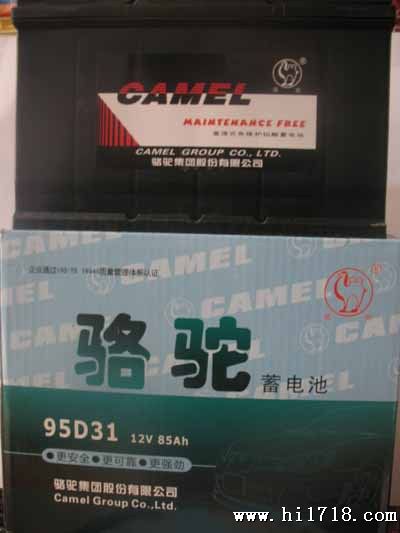 CAMEL
MAINTENANCE FREE
CAMEL GROUP CO., LTD.
骆驼集团股份有限公司
CAMEL
骆驼
蓄电池
95D31 12V 85Ah
●更安全●更可靠●更强劲
骆驼集团股份有限公司
Camel Group Co., Ltd.
www.hi1718.com